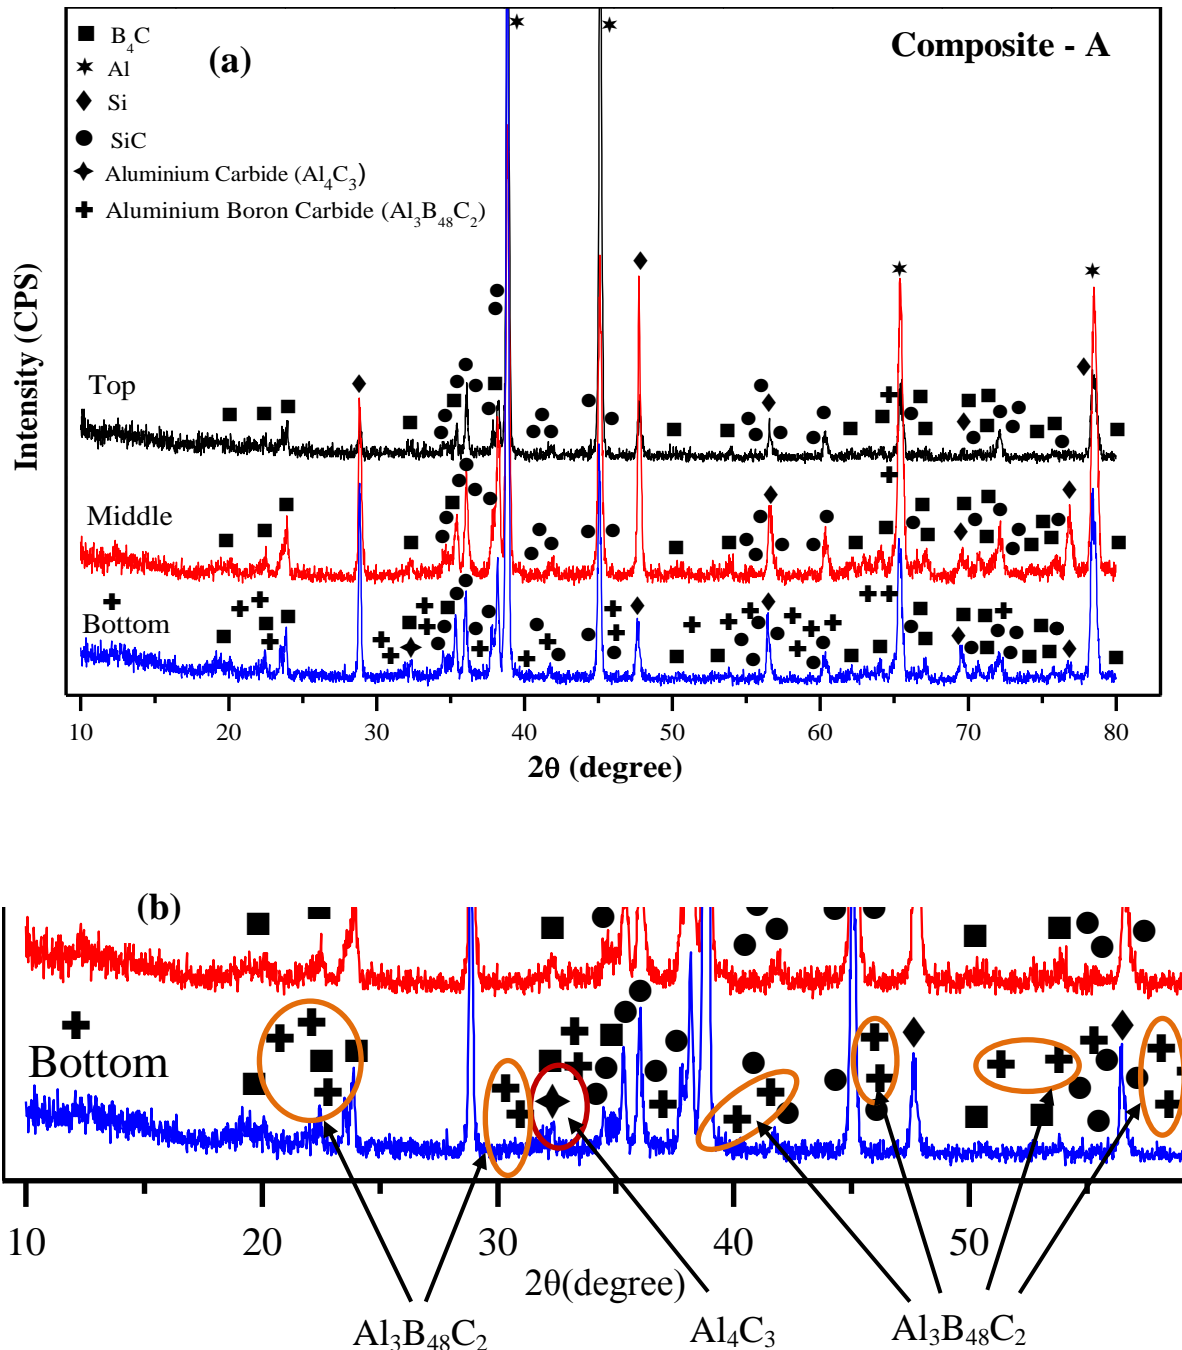 (a)
Composite - A
B₄C
Al
Si
SiC
Aluminium Carbide (Al₄C₃)
Aluminium Boron Carbide (Al₃B₄₈C₂)
Intensity (CPS)
Top
Middle
Bottom
10 20 30 40 50 60 70 80
2θ (degree)
(b)
Bottom
10 20 30 40 50
2θ(degree)
Al₃B₄₈C₂ Al₄C₃ Al₃B₄₈C₂